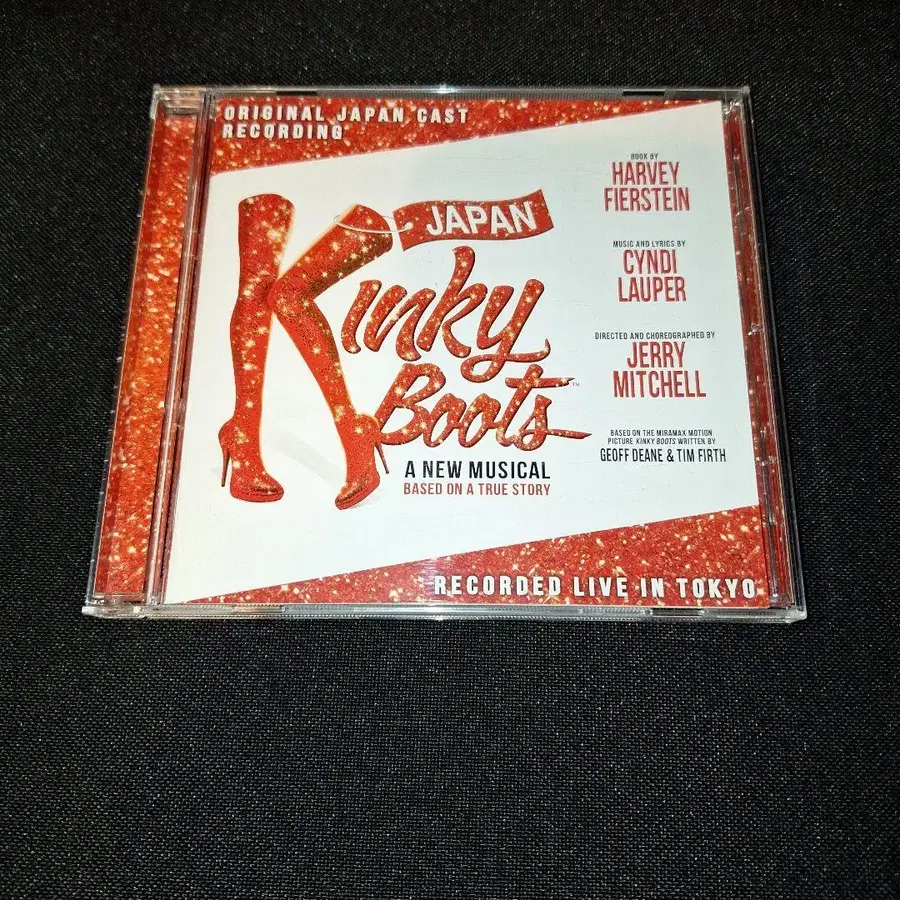 ORIGINAL JAPAN CAST
RECORDING
JAPAN
Kinky
Boots™
A NEW MUSICAL
BASED ON A TRUE STORY
BOOK BY
HARVEY
FIERSTEIN
MUSIC AND LYRICS BY
CYNDI
LAUPER
DIRECTED AND CHOREOGRAPHED BY
JERRY
MITCHELL
BASED ON THE MIRAMAX MOTION
PICTURE KINKY BOOTS WRITTEN BY
GEOFF DEANE & TIM FIRTH
RECORDED LIVE IN TOKYO